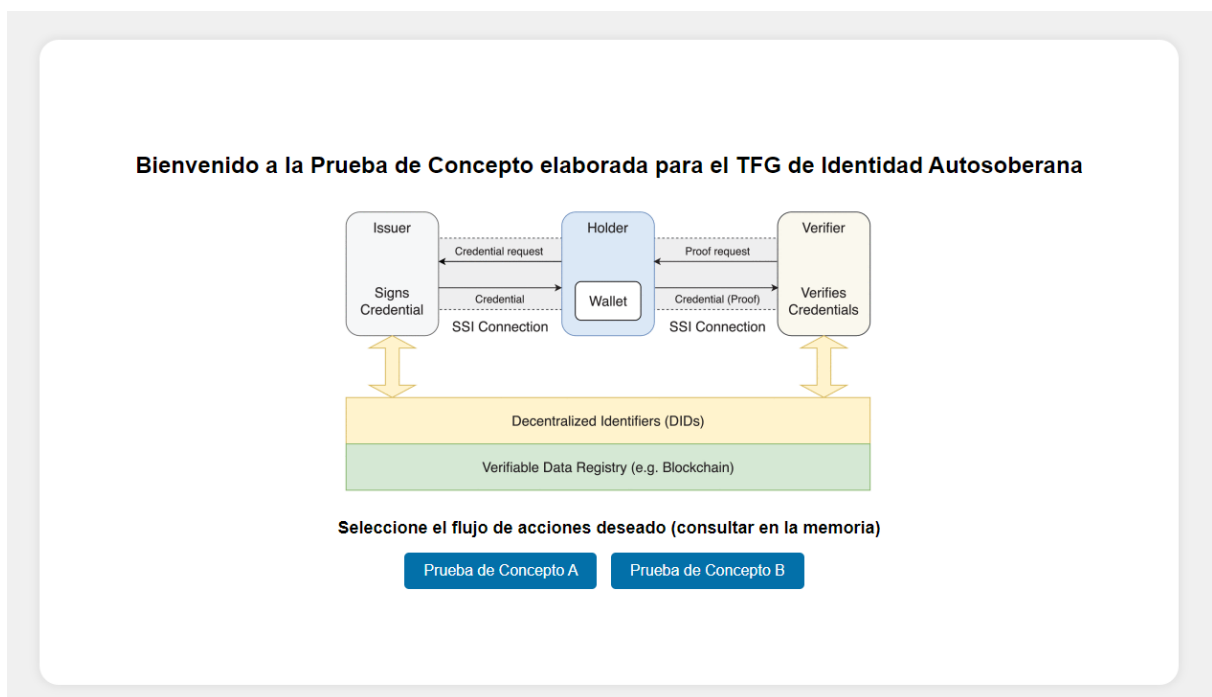 Bienvenido a la Prueba de Concepto elaborada para el TFG de Identidad Autosoberana
Issuer
Holder
Verifier
Credential request
Proof request
Signs
Credential
Credential
Wallet
Credential (Proof)
Verifies
Credentials
SSI Connection
SSI Connection
Decentralized Identifiers (DIDs)
Verifiable Data Registry (e.g. Blockchain)
Seleccione el flujo de acciones deseado (consultar en la memoria)
Prueba de Concepto A
Prueba de Concepto B